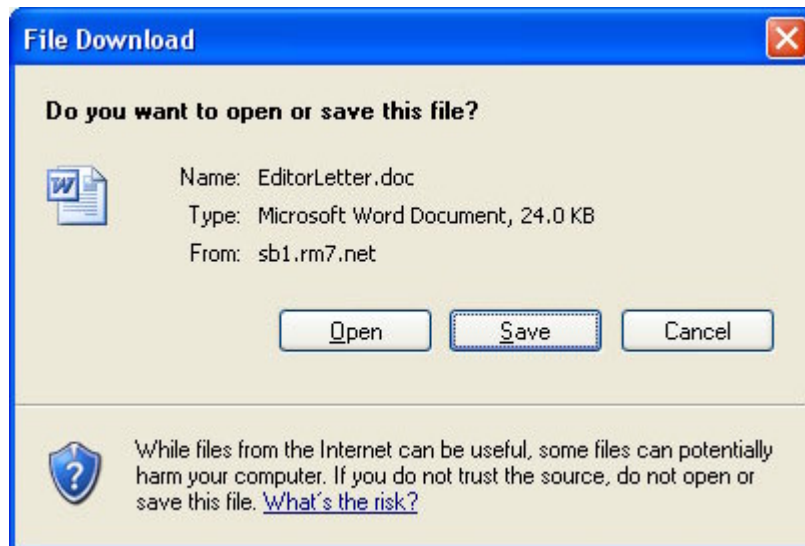 File Download
Do you want to open or save this file?
Name: EditorLetter.doc
Type: Microsoft Word Document, 24.0 KB
From: sb1.rm7.net
Open Save Cancel
While files from the Internet can be useful, some files can potentially
harm your computer. If you do not trust the source, do not open or
save this file. What's the risk?